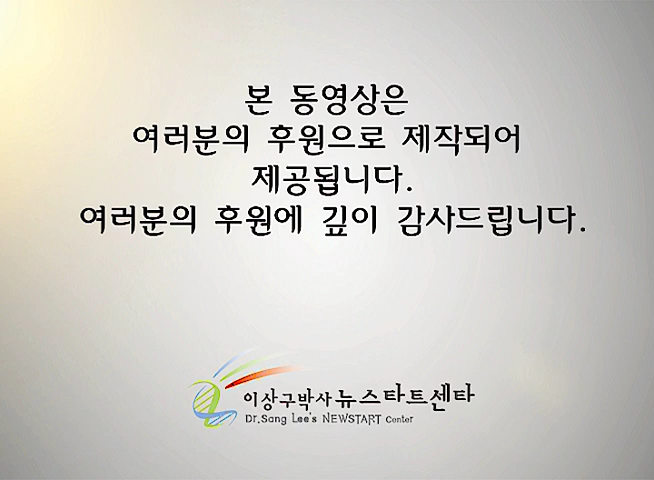 본 동영상은
여러분의 후원으로 제작되어
제공됩니다.
여러분의 후원에 깊이 감사드립니다.
이상구박사 뉴스타트센타
Dr.Sang Lee's NEWSTART Center